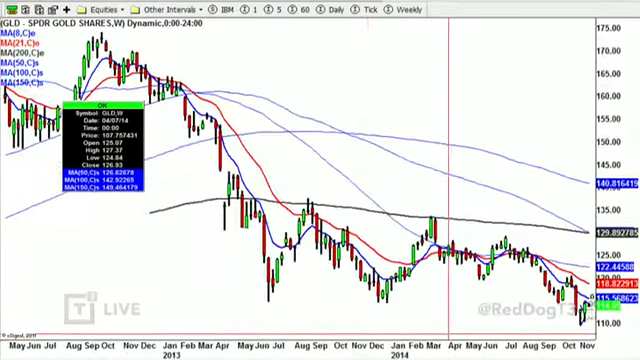 Equities Other Intervals S IBM 1 5 60 Daily Tick Monthly
(GLD - SPDR GOLD SHARES,W) Dynamic,0:00-24:00
MA(8,C)e
MA(21,C)e
MA(200,C)e
MA(50,C)s
MA(100,C)s
MA(150,C)s
OK
Symbol: GLD,W
Date: 04/07/14
Time: 00:00
Price: 107.757431
Open 125.07
High 127.37
Low 124.84
Close 126.93
MA(50,C)s 126.62678
MA(100,C)s 142.92265
MA(150,C)s 149.464179
175.00
165.00
160.00
155.00
150.00
145.00
140.816419
135.00
129.892785
122.44588
118.822913
115.568623
110.00
T3 LIVE
@RedDogT3
© eSignal, 2011
May Jun Jul Aug Sep Oct Nov Dec Feb Mar Apr May Jun Jul Aug Sep Oct Nov Dec Feb Mar Apr May Jun Jul Aug Sep Oct Nov
2013 2014